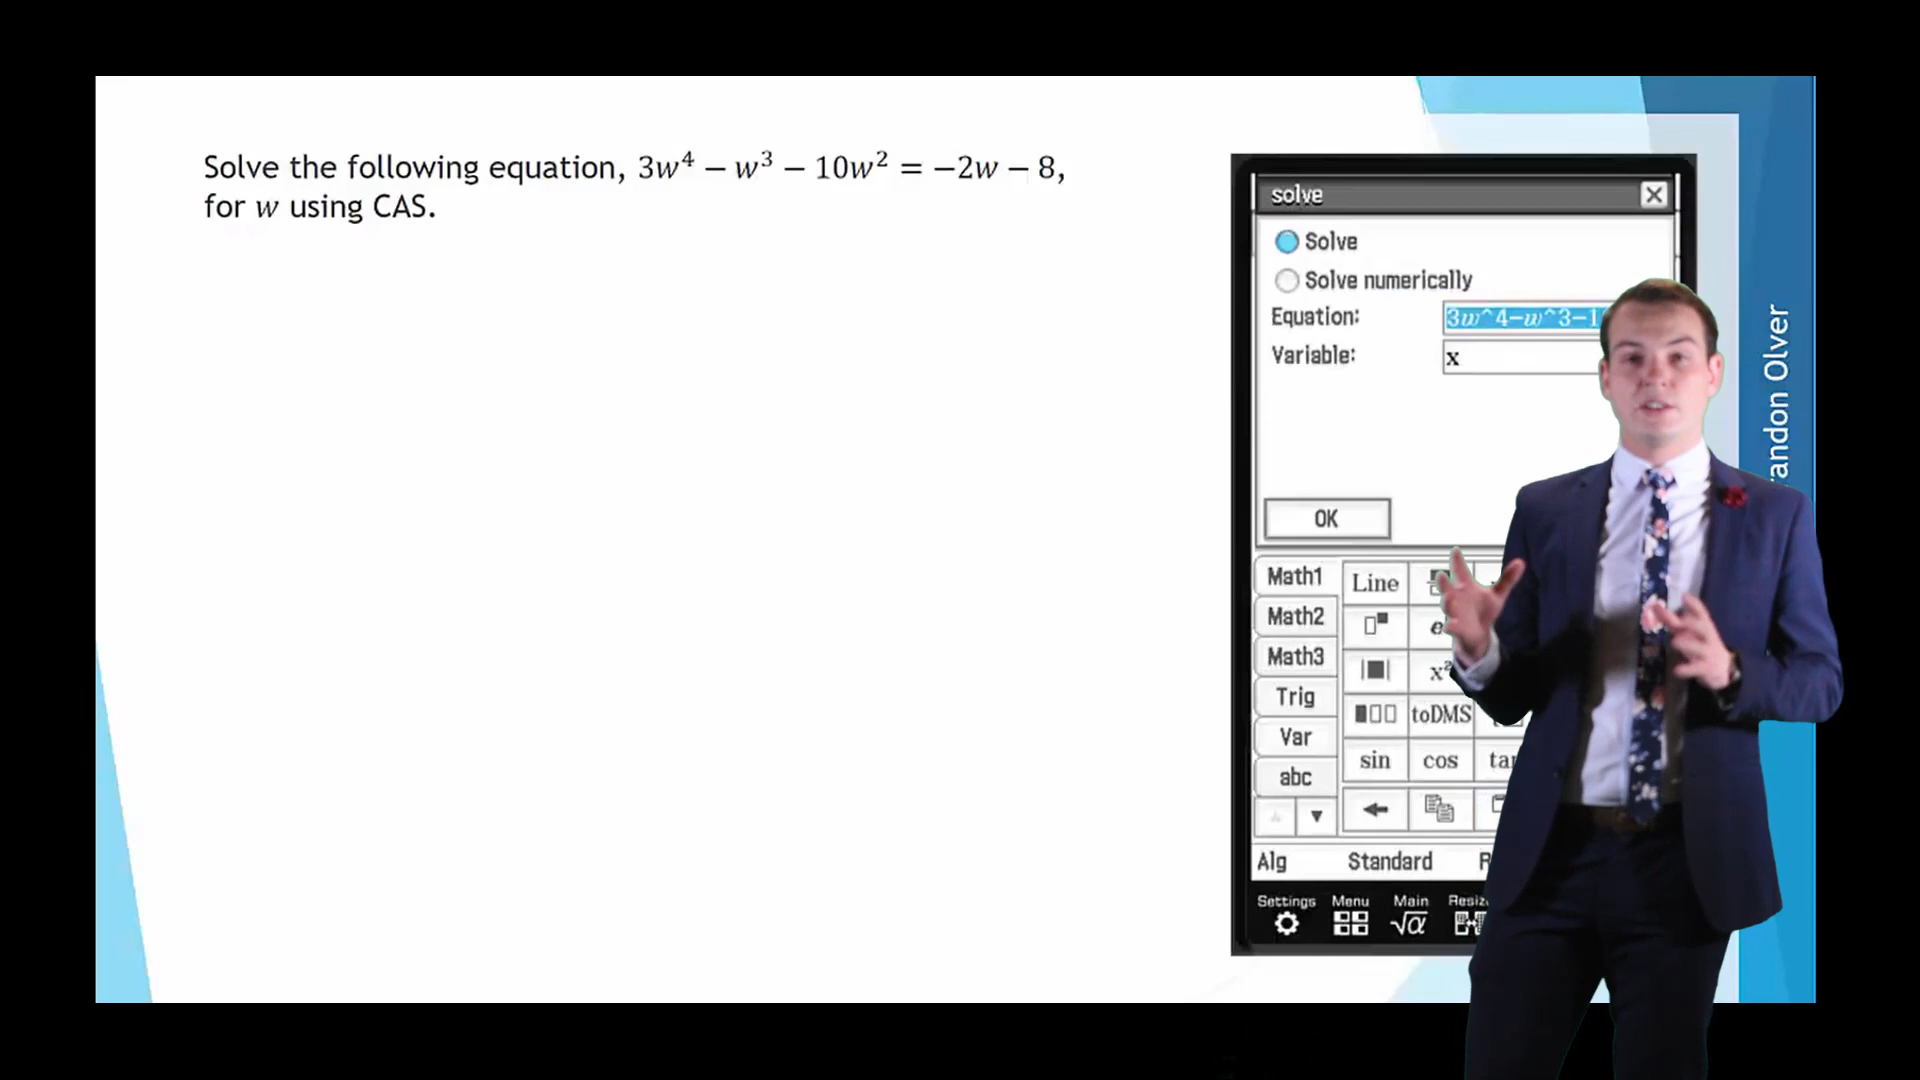 Solve the following equation, 3w⁴ − w³ − 10w² = −2w − 8,
for w using CAS.
solve
Solve
Solve numerically
Equation: 3w^4−w^3−1
Variable: x
OK
Math1
Line
Math2
e
Math3
x²
Trig
toDMS
Var
sin cos
abc
Alg Standard
Settings Menu Main
andon Olver